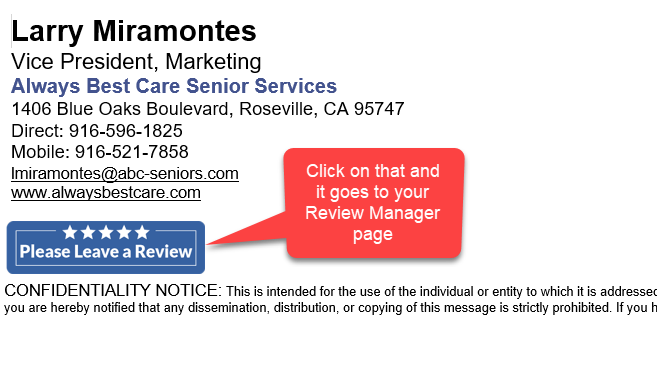 Larry Miramontes
Vice President, Marketing
Always Best Care Senior Services
1406 Blue Oaks Boulevard, Roseville, CA 95747
Direct: 916-596-1825
Mobile: 916-521-7858
lmiramontes@abc-seniors.com
www.alwaysbestcare.com
Click on that and
it goes to your
Review Manager
page
Please Leave a Review
CONFIDENTIALITY NOTICE: This is intended for the use of the individual or entity to which it is addressed
you are hereby notified that any dissemination, distribution, or copying of this message is strictly prohibited. If you h